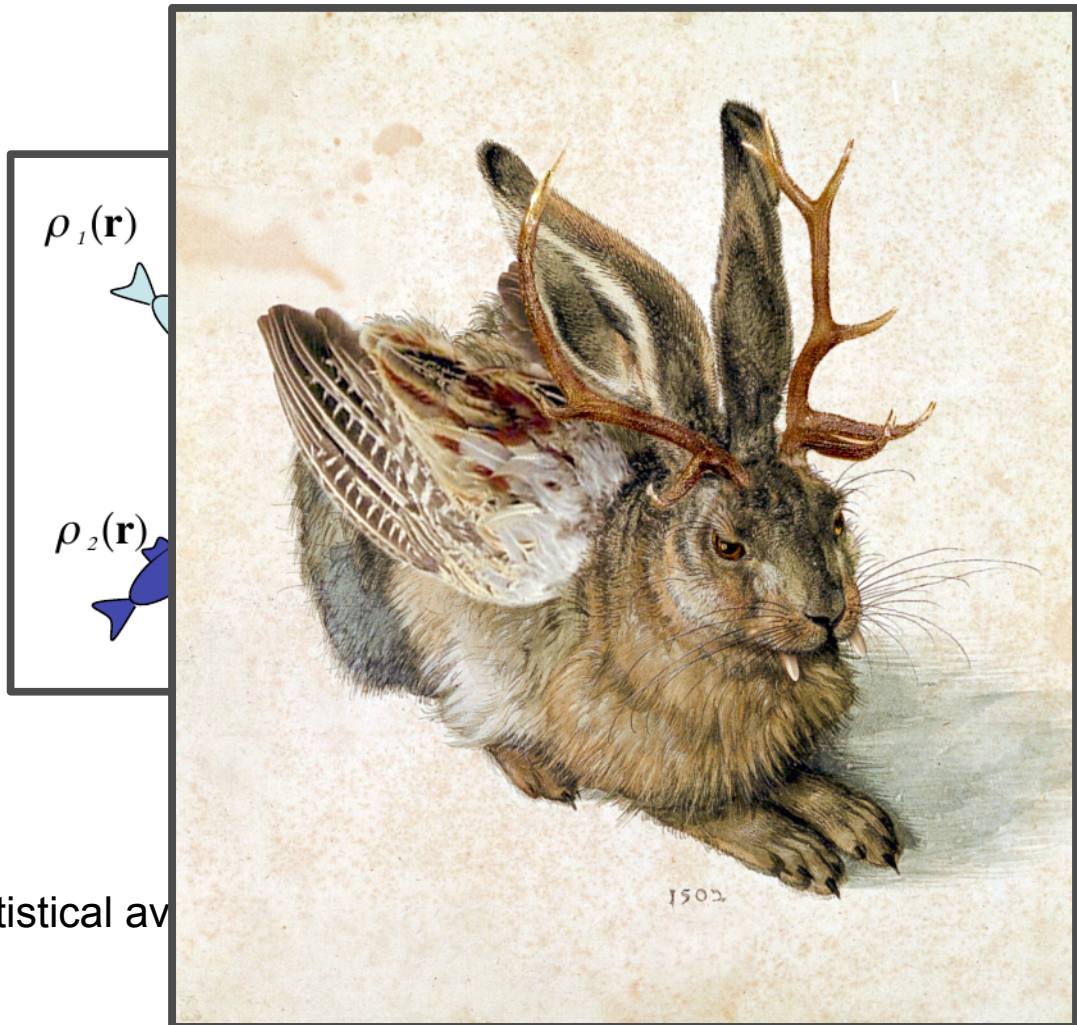 ρ₁(r)
ρ₂(r)
1502
tistical av